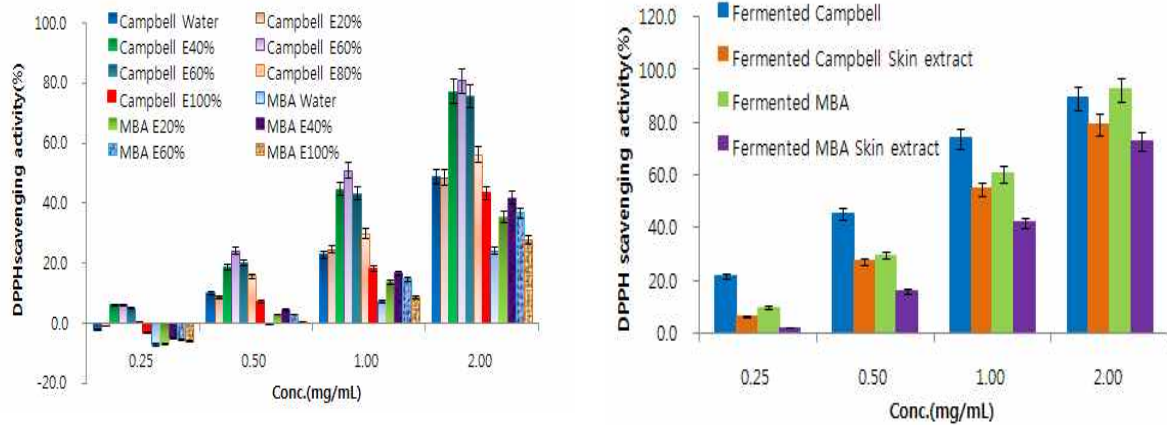 100.0
80.0
60.0
40.0
20.0
0.0
-20.0
DPPHscavenging activity(%)
Campbell Water
Campbell E20%
Campbell E40%
Campbell E60%
Campbell E60%
Campbell E80%
Campbell E100%
MBA Water
MBA E20%
MBA E40%
MBA E60%
MBA E100%
0.25
0.50
1.00
2.00
Conc.(mg/mL)
120.0
100.0
80.0
60.0
40.0
20.0
0.0
DPPH scavenging activity(%)
Fermented Campbell
Fermented Campbell Skin extract
Fermented MBA
Fermented MBA Skin extract
0.25
0.50
1.00
2.00
Conc.(mg/mL)